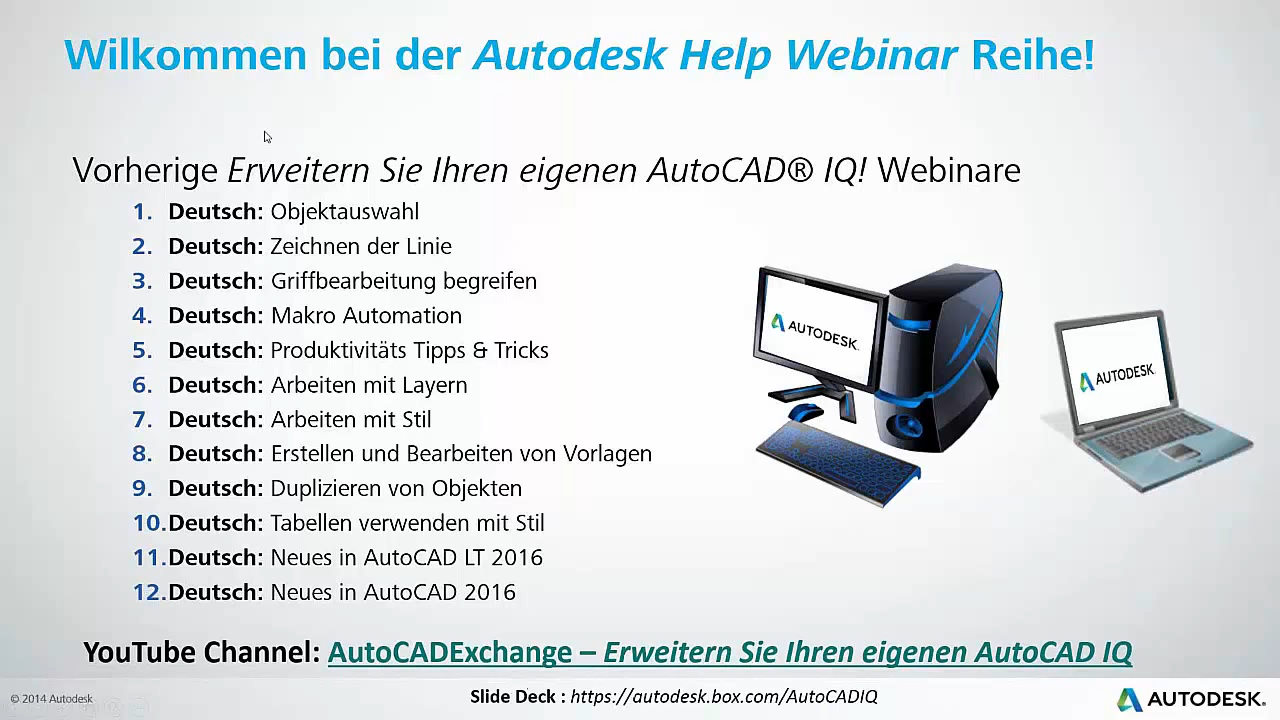 Wilkommen bei der Autodesk Help Webinar Reihe!
Vorherige Erweitern Sie Ihren eigenen AutoCAD® IQ! Webinare
1. Deutsch: Objektauswahl
2. Deutsch: Zeichnen der Linie
3. Deutsch: Griffbearbeitung begreifen
4. Deutsch: Makro Automation
5. Deutsch: Produktivitäts Tipps & Tricks
6. Deutsch: Arbeiten mit Layern
7. Deutsch: Arbeiten mit Stil
8. Deutsch: Erstellen und Bearbeiten von Vorlagen
9. Deutsch: Duplizieren von Objekten
10. Deutsch: Tabellen verwenden mit Stil
11. Deutsch: Neues in AutoCAD LT 2016
12. Deutsch: Neues in AutoCAD 2016
AUTODESK.
AUTODESK.
YouTube Channel: AutoCADExchange – Erweitern Sie Ihren eigenen AutoCAD IQ
© 2014 Autodesk
Slide Deck : https://autodesk.box.com/AutoCADIQ
AUTODESK.